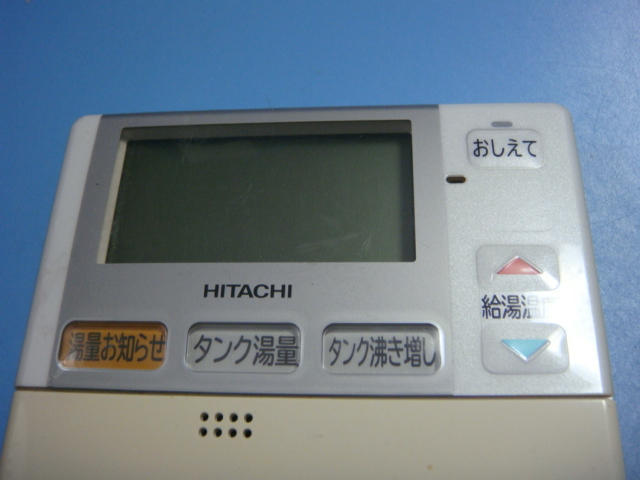 おしえて
HITACHI
給湯温度
湯量お知らせ
タンク湯量
タンク沸き増し